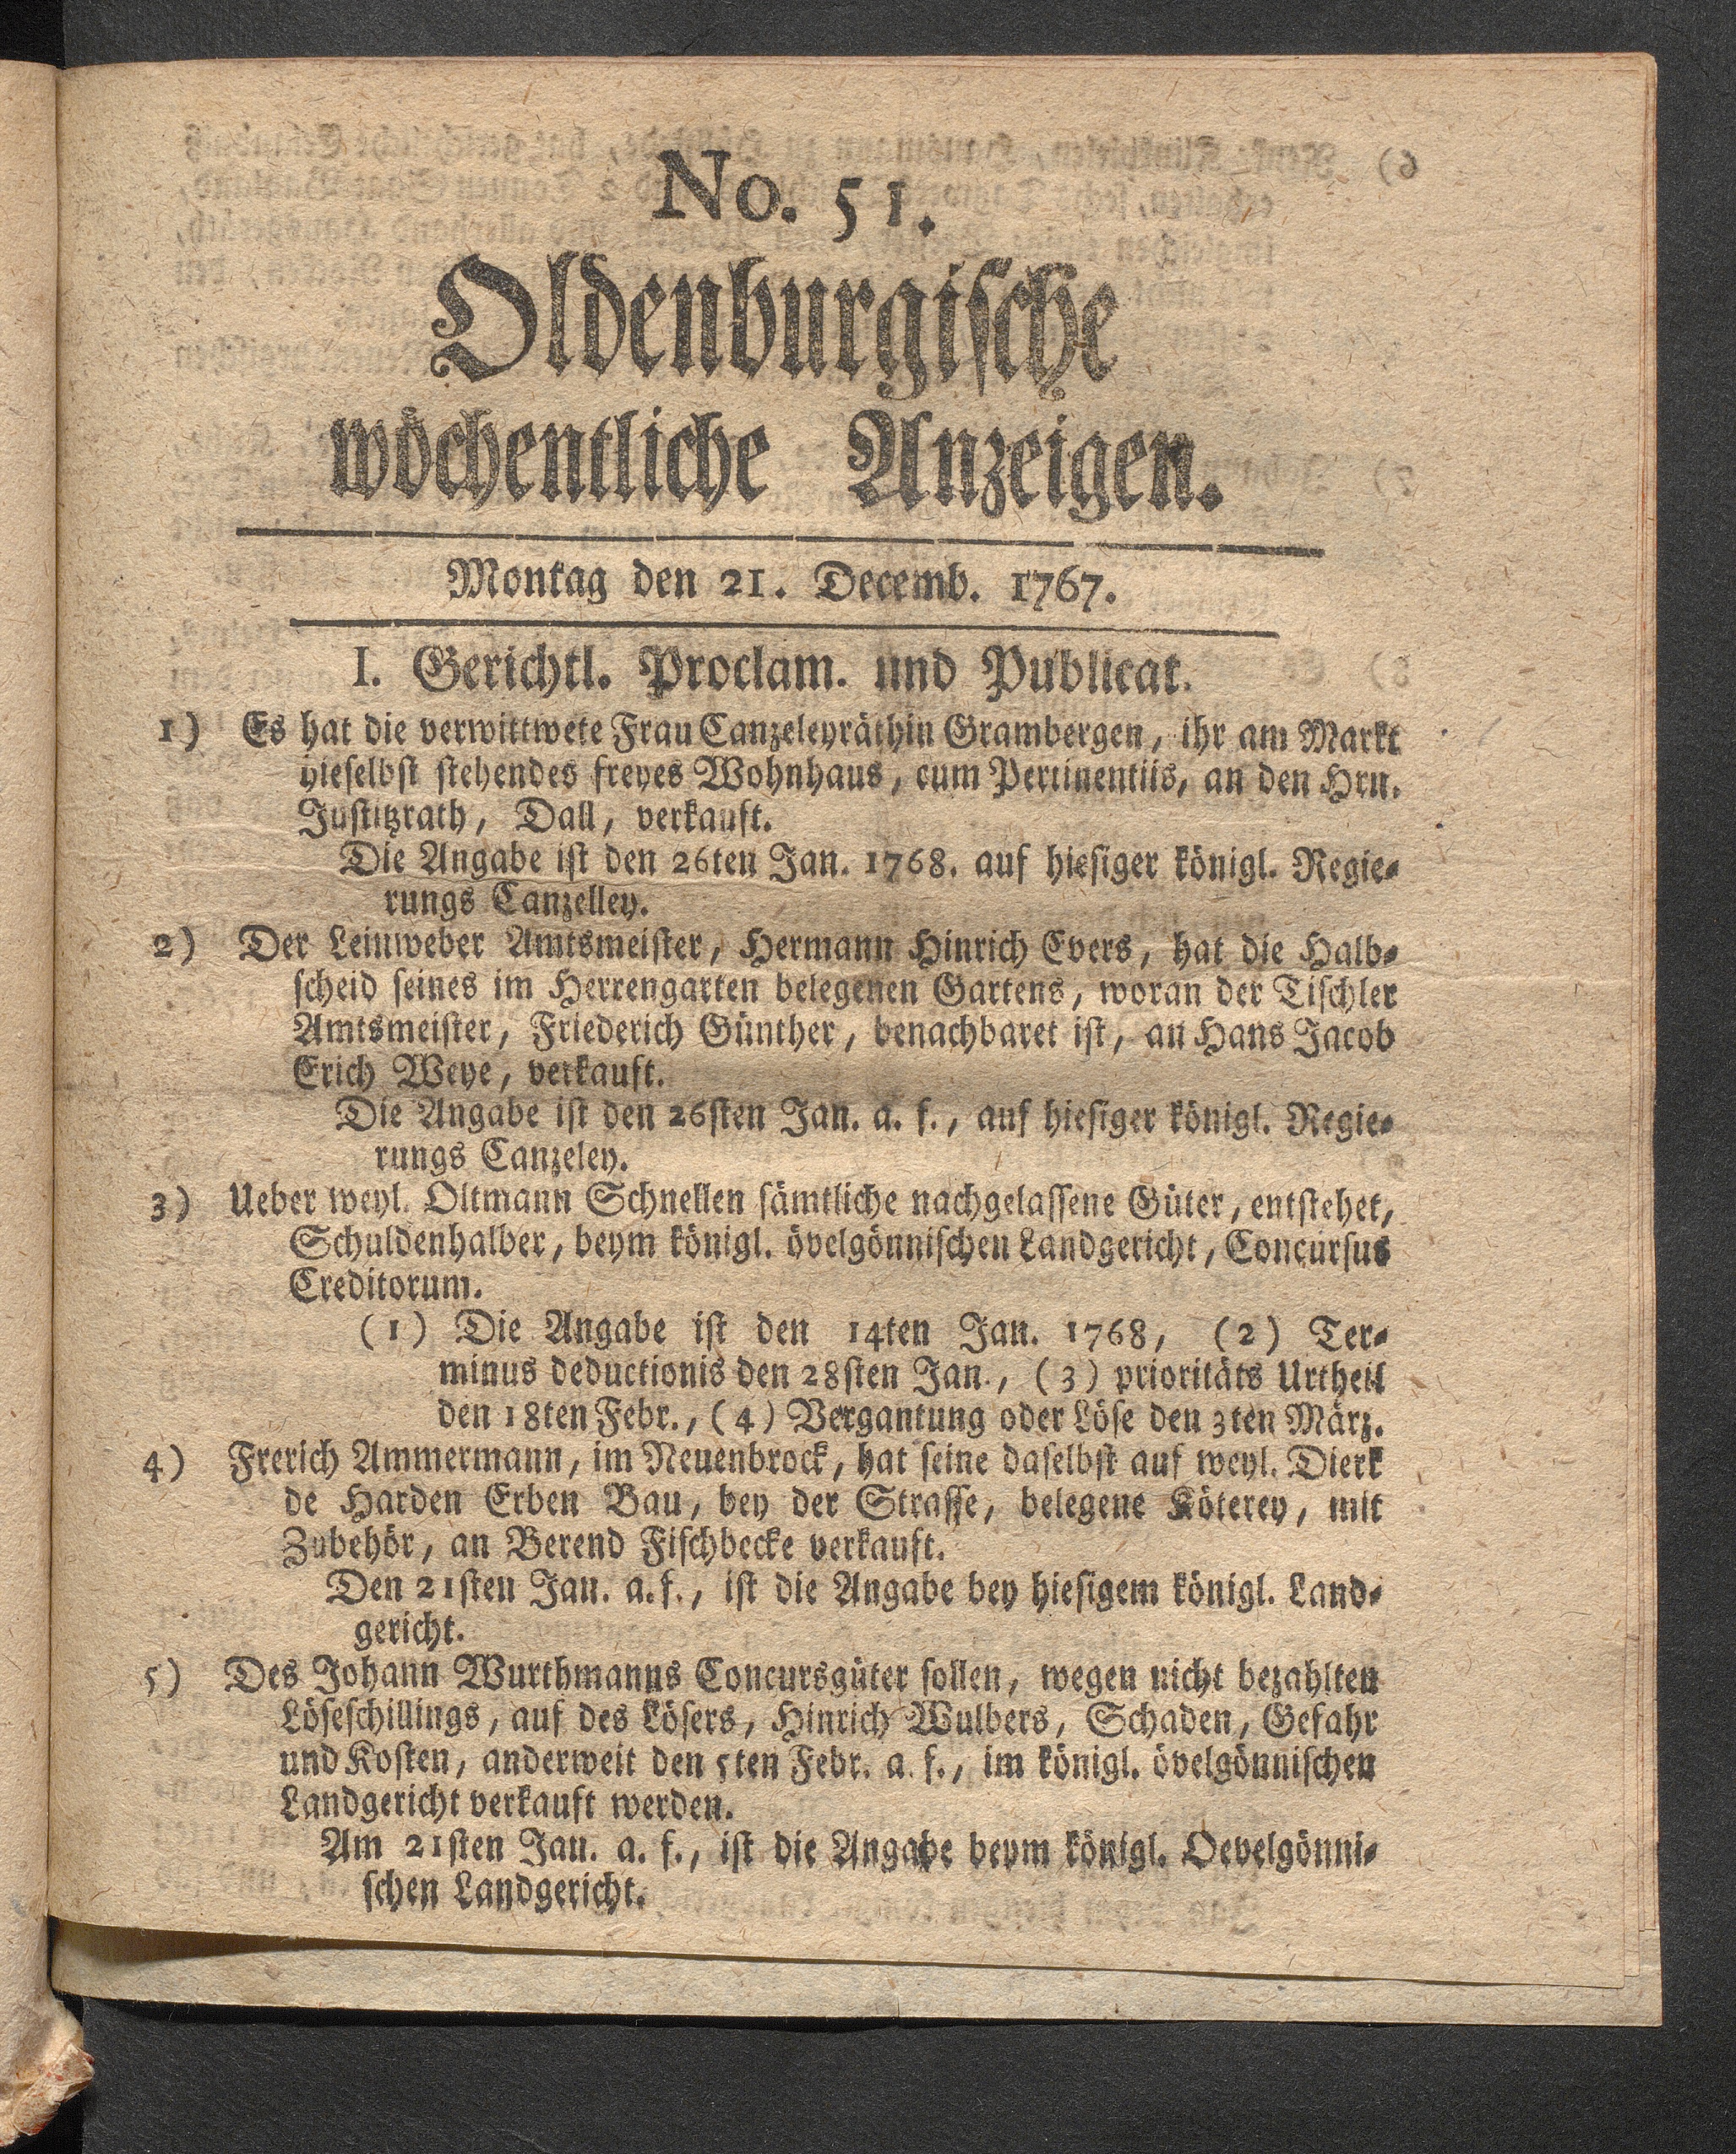 No. 51.
Oldenburgische
wöchentliche Anzeigen.
Montag den 21. Decemb. 1767.
I. Gerichtl. Proclam. und Publicat.
1) Es hat die verwittwete Frau Canzeleyräthin Grambergen, ihr am Markt
hieselbst stehendes freyes Wohnhaus, cum Pertinentiis, an den Hrn.
Justitzrath, Dall, verkauft.
Die Angabe ist den 26ten Jan. 1768. auf hiesiger königl. Regie-
rungs Canzelley.
2) Der Leinweber Amtsmeister, Hermann Hinrich Evers, hat die Halb-
scheid seines im Herrengarten belegenen Gartens, woran der Tischler
Amtsmeister, Friederich Günther, benachbaret ist, an Hans Jacob
Erich Weye, verkauft.
Die Angabe ist den 26sten Jan. a. f., auf hiesiger königl. Regie-
rungs Canzeley.
3) Ueber weyl. Oltmann Schnellen sämtliche nachgelassene Güter, entstehet,
Schuldenhalber, beym königl. övelgönnischen Landgericht, Concursus
Creditorum.
(1) Die Angabe ist den 14ten Jan. 1768, (2) Ter-
minus deductionis den 28sten Jan., (3) prioritäts Urtheil
den 18ten Febr., (4) Vergantung oder Löse den 3ten März.
4) Frerich Ammermann, im Neuenbrock, hat seine daselbst auf weyl. Dierk
de Harden Erben Bau, bey der Strasse, belegene Köterey, mit
Zubehör, an Berend Fischbecke verkauft.
Den 21sten Jan. a. f., ist die Angabe bey hiesigem königl. Land-
gericht.
5) Des Johann Wurthmanns Concursgüter sollen, wegen nicht bezahlten
Löseschillings, auf des Lösers, Hinrich Wulbers, Schaden, Gefahr
und Kosten, anderweit den 5ten Febr. a. f., im königl. övelgönnischen
Landgericht verkauft werden.
Am 21sten Jan. a. f., ist die Angabe beym königl. Oevelgönni-
schen Landgericht.